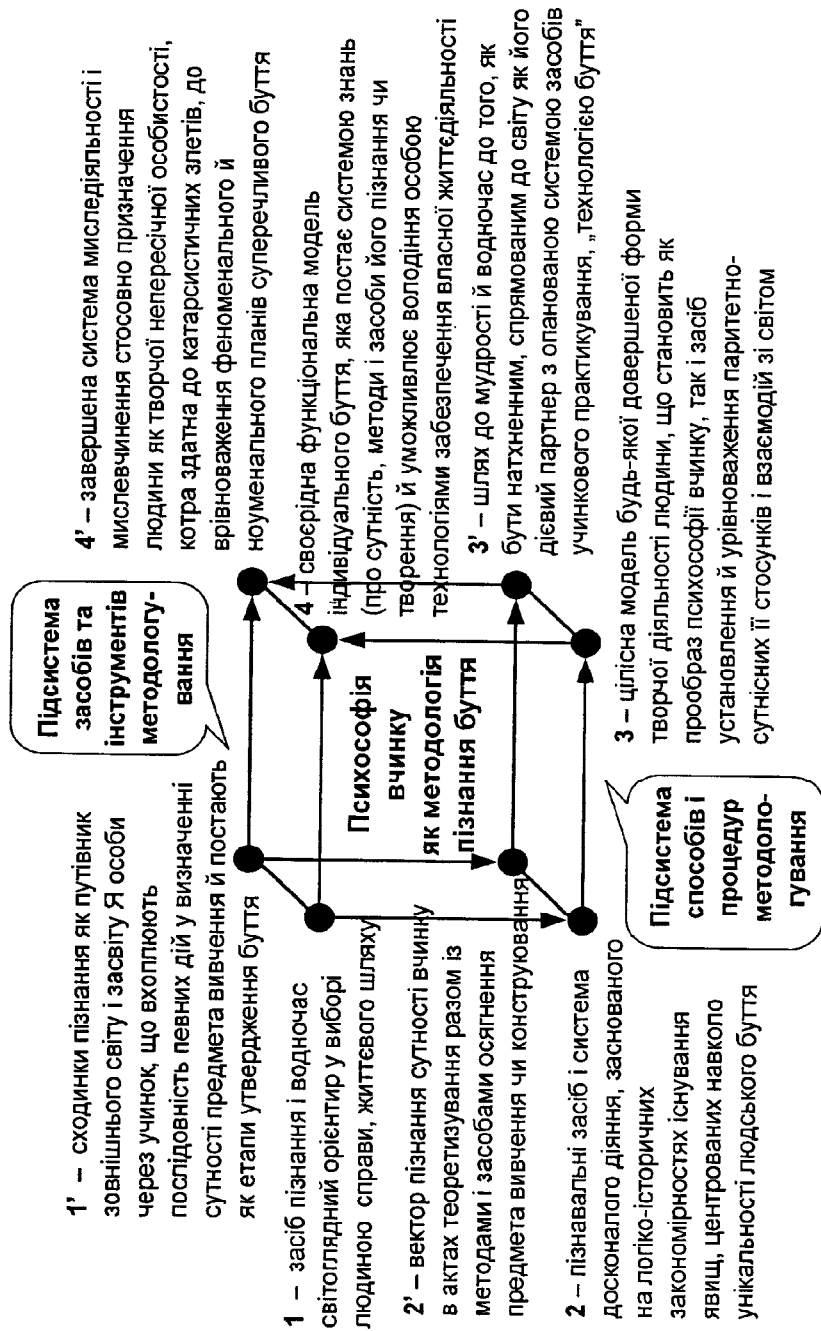 1’ – сходинки пізнання як путівник
зовнішнього світу і засвіту Я особи
через учинок, що вхоплюють
послідовність певних дій у визначенні
сутності предмета вивчення й постають
як етапи утвердження буття
1 – засіб пізнання і водночас
світоглядний орієнтир у виборі
людиною справи, життєвого шляху
2’ – вектор пізнання сутності вчинку
в актах теоретизування разом із
методами і засобами осягнення
предмета вивчення чи конструювання
2 – пізнавальні засіб і система
досконалого діяння, заснованого
на логіко-історичних
закономірностях існування
явищ, центрованих навколо
унікальності людського буття
Підсистема
засобів та
інструментів
методологу-
вання
Психософія
вчинку
як методологія
пізнання буття
Підсистема
способів і
процедур
методоло-
гування
4’ – завершена система миследіяльності і
мислевчинення стосовно призначення
людини як творчої непересічної особистості,
котра здатна до катарсистичних злетів, до
врівноваження феноменального й
ноуменального планів суперечливого буття
4 – своєрідна функціональна модель
індивідуального буття, яка постає системою знань
(про сутність, методи і засоби його пізнання чи
творення) й уможливлює володіння особою
технологіями забезпечення власної життєдіяльності
3’ – шлях до мудрості й водночас до того, як
бути натхненним, спрямованим до світу як його
дієвий партнер з опанованою системою засобів
учинкового практикування, „технологією буття”
3 – цілісна модель будь-якої довершеної форми
творчої діяльності людини, що становить як
прообраз психософії вчинку, так і засіб
установлення й урівноваження паритетно-
сутнісних її стосунків і взаємодій зі світом